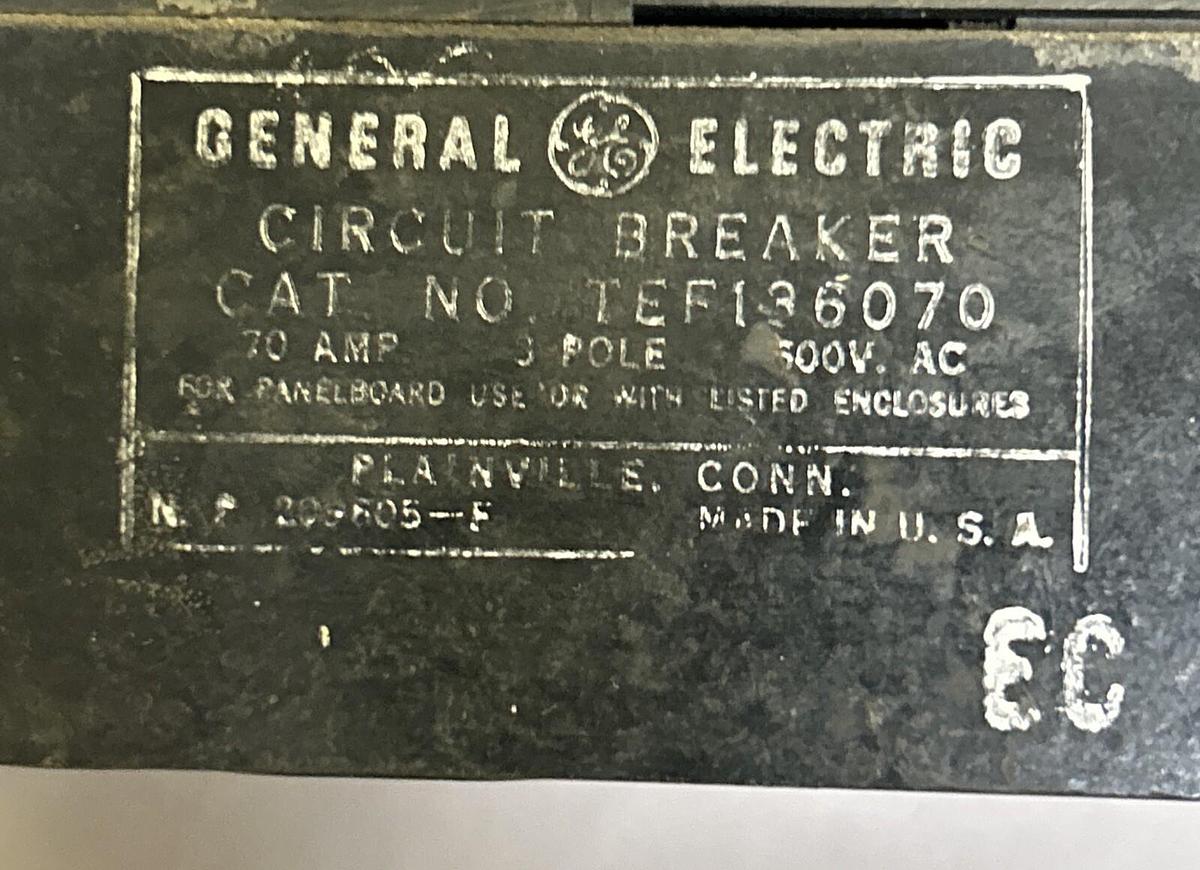 GENERAL GE ELECTRIC
CIRCUIT BREAKER
CAT. NO. TEF136070
70 AMP 3 POLE 600V. AC
FOR PANELBOARD USE OR WITH LISTED ENCLOSURES
PLAINVILLE, CONN.
N. P. MADE IN U. S. A.
EC